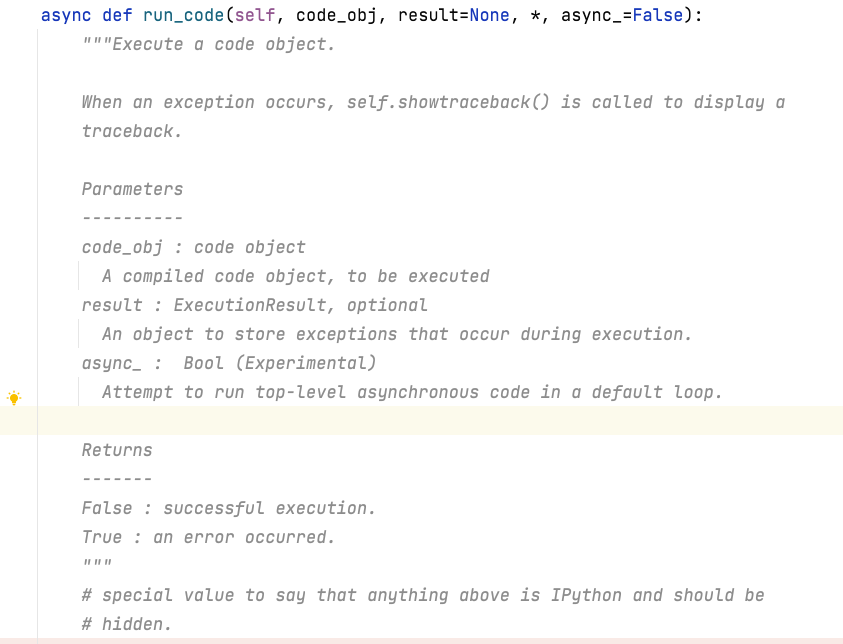 async def run_code(self, code_obj, result=None, *, async_=False):
"""Execute a code object.
When an exception occurs, self.showtraceback() is called to display a
traceback.
Parameters
----------
code_obj : code object
A compiled code object, to be executed
result : ExecutionResult, optional
An object to store exceptions that occur during execution.
async_ :  Bool (Experimental)
Attempt to run top-level asynchronous code in a default loop.
Returns
-------
False : successful execution.
True : an error occurred.
"""
# special value to say that anything above is IPython and should be
# hidden.